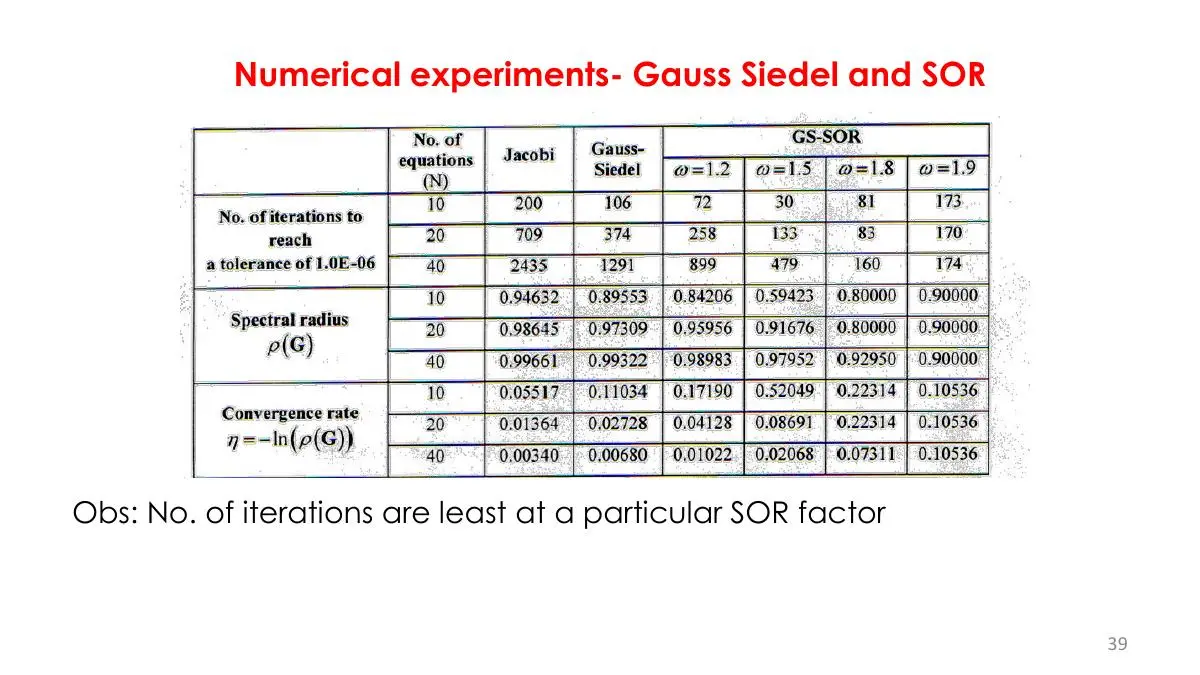 Numerical experiments- Gauss Siedel and SOR
No. of equations (N) Jacobi Gauss-Siedel GS-SOR
ω=1.2 ω=1.5 ω=1.8 ω=1.9
No. of iterations to reach a tolerance of 1.0E-06
10 200 106 72 30 81 173
20 709 374 258 133 83 170
40 2435 1291 899 479 160 174
Spectral radius ρ(G)
10 0.94632 0.89553 0.84206 0.59423 0.80000 0.90000
20 0.98645 0.97309 0.95956 0.91676 0.80000 0.90000
40 0.99661 0.99322 0.98983 0.97952 0.92950 0.90000
Convergence rate η=−ln(ρ(G))
10 0.05517 0.11034 0.17190 0.52049 0.22314 0.10536
20 0.01364 0.02728 0.04128 0.08691 0.22314 0.10536
40 0.00340 0.00680 0.01022 0.02068 0.07311 0.10536
Obs: No. of iterations are least at a particular SOR factor
39